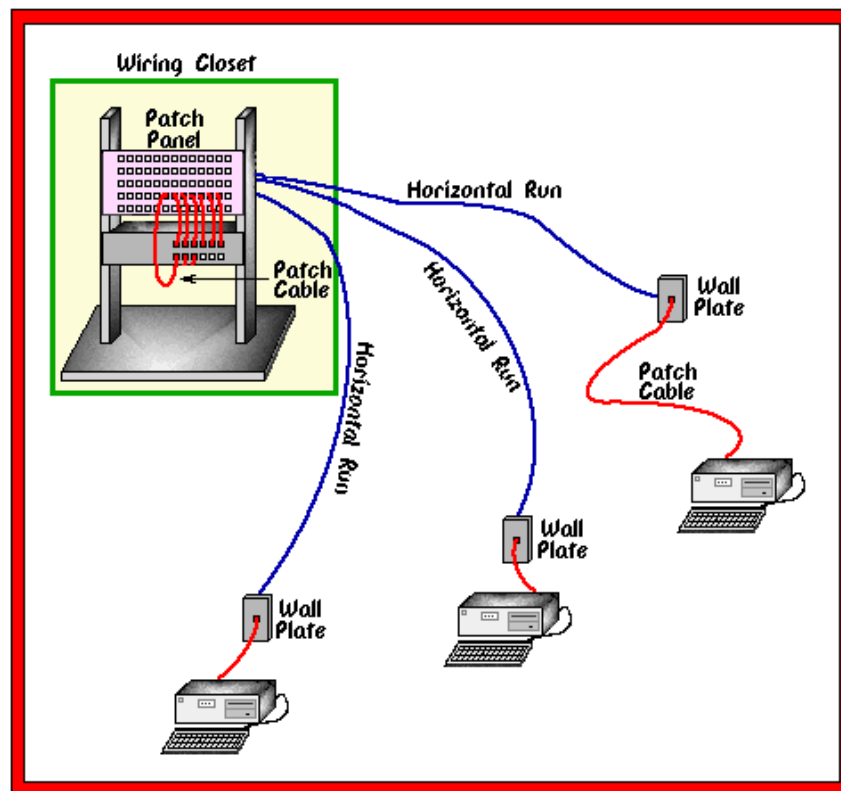 Wiring Closet
Patch
Panel
Patch
Cable
Horizontal Run
Horizontal Run
Horizontal Run
Wall
Plate
Patch
Cable
Wall
Plate
Wall
Plate